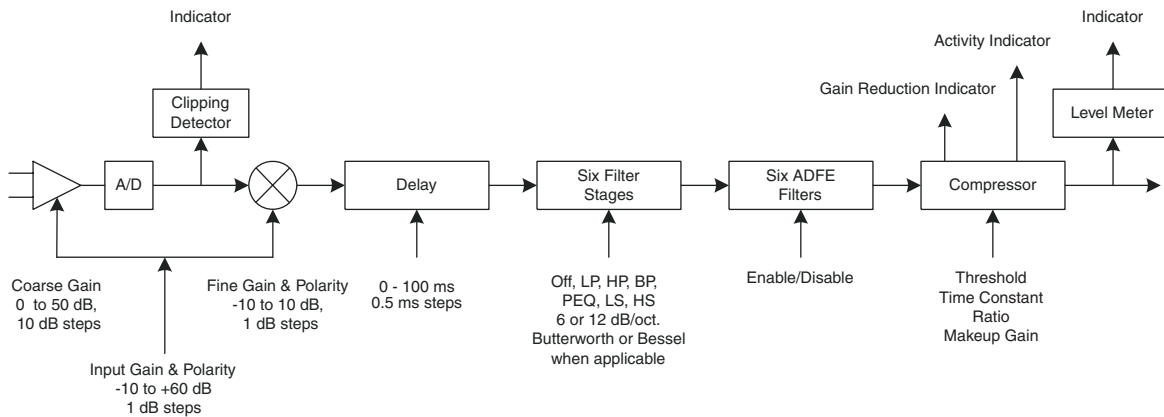 Indicator
Indicator
Activity Indicator
Gain Reduction Indicator
Clipping
Detector
Level Meter
A/D
Delay
Six Filter
Stages
Six ADFE
Filters
Compressor
Coarse Gain
0 to 50 dB,
10 dB steps
Fine Gain & Polarity
-10 to 10 dB,
1 dB steps
Input Gain & Polarity
-10 to +60 dB
1 dB steps
0 - 100 ms
0.5 ms steps
Off, LP, HP, BP,
PEQ, LS, HS
6 or 12 dB/oct.
Butterworth or Bessel
when applicable
Enable/Disable
Threshold
Time Constant
Ratio
Makeup Gain